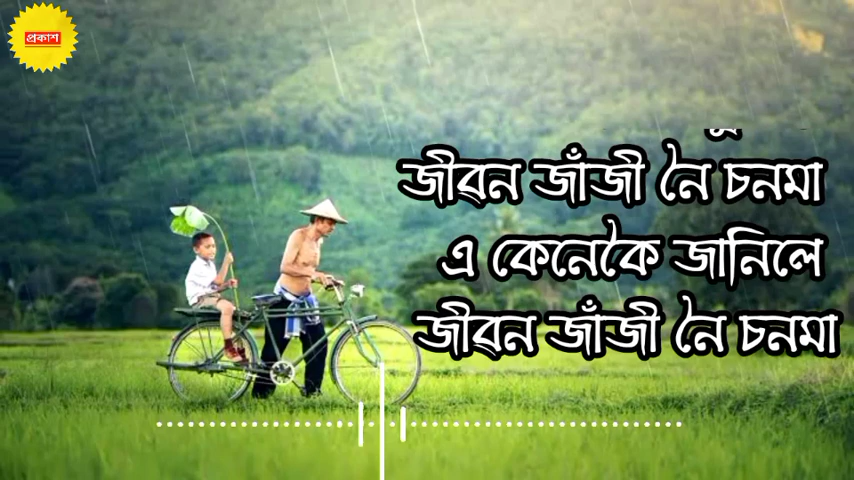 প্ৰকাশ
জীৱন জাঁজী নৈ চনমা
এ কেনেকৈ জানিলে
জীৱন জাঁজী নৈ চনমা